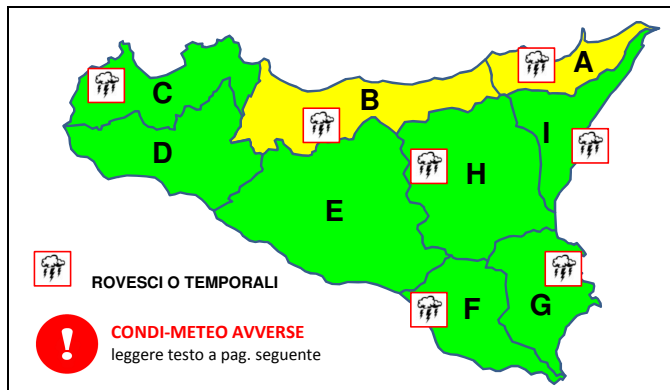 A
B
C
I
D
H
E
ROVESCI O TEMPORALI
F
G
CONDI-METEO AVVERSE
leggere testo a pag. seguente